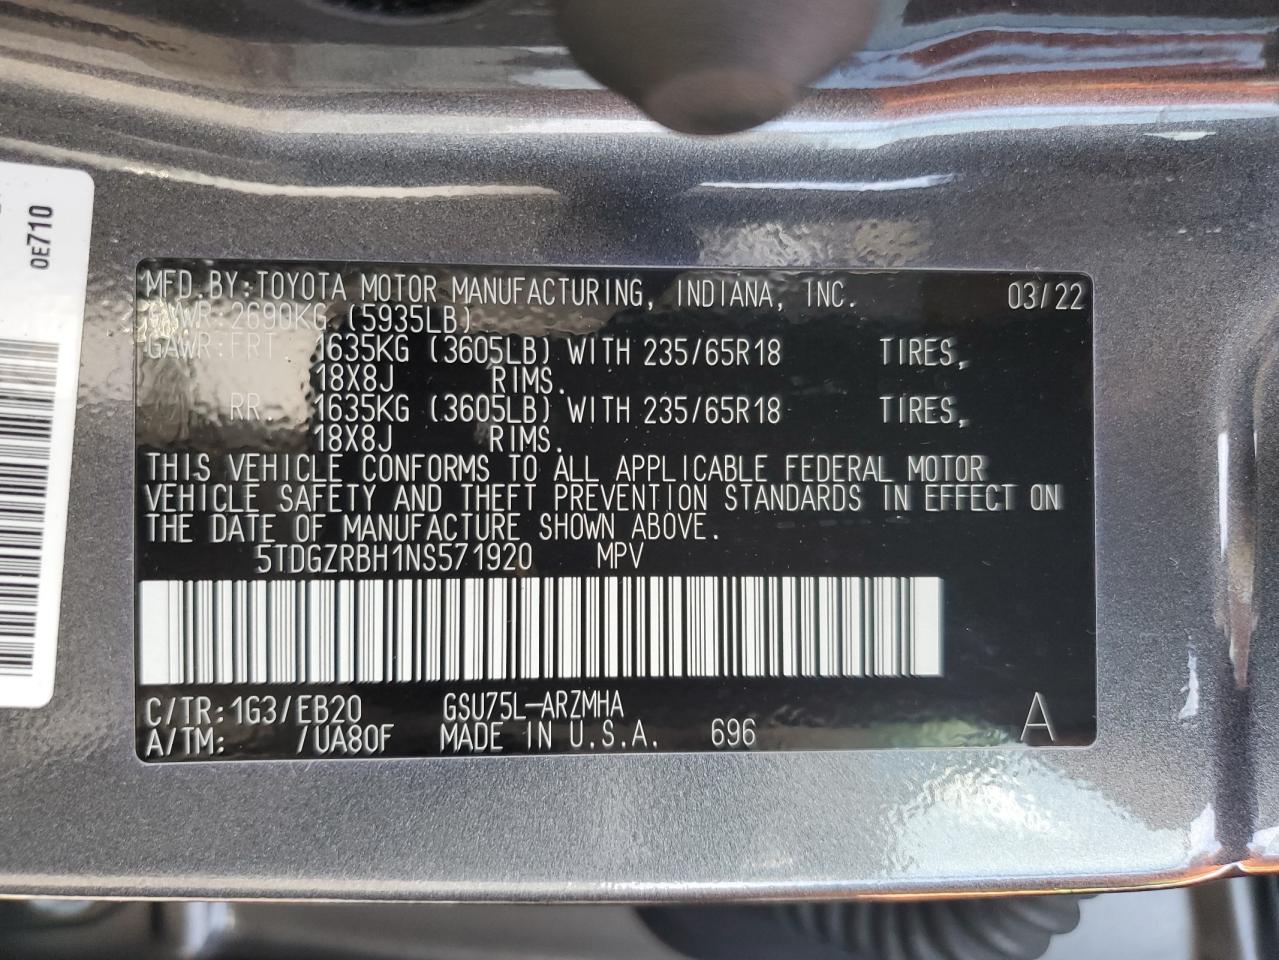 0E710
MFD.BY:TOYOTA MOTOR MANUFACTURING, INDIANA, INC. 03/22
GVWR:2690KG (5935LB)
GAWR:FRT. 1635KG (3605LB) WITH 235/65R18 TIRES,
18X8J RIMS.
RR. 1635KG (3605LB) WITH 235/65R18 TIRES,
18X8J RIMS.
THIS VEHICLE CONFORMS TO ALL APPLICABLE FEDERAL MOTOR
VEHICLE SAFETY AND THEFT PREVENTION STANDARDS IN EFFECT ON
THE DATE OF MANUFACTURE SHOWN ABOVE.
5TDGZRBH1NS571920 MPV
C/TR:1G3/EB20 GSU75L-ARZMHA
A/TM: /UA80F MADE IN U.S.A. 696 A